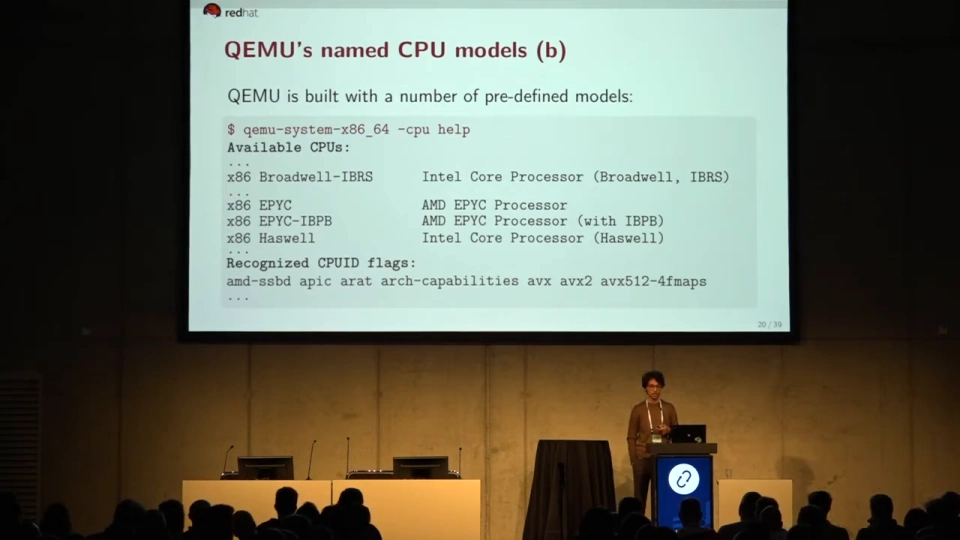 redhat
QEMU's named CPU models (b)
QEMU is built with a number of pre-defined models:
$ qemu-system-x86_64 -cpu help
Available CPUs:
...
x86 Broadwell-IBRS Intel Core Processor (Broadwell, IBRS)
...
x86 EPYC AMD EPYC Processor
x86 EPYC-IBPB AMD EPYC Processor (with IBPB)
x86 Haswell Intel Core Processor (Haswell)
...
Recognized CPUID flags:
amd-ssbd apic arat arch-capabilities avx avx2 avx512-4fmaps
...
20 / 39